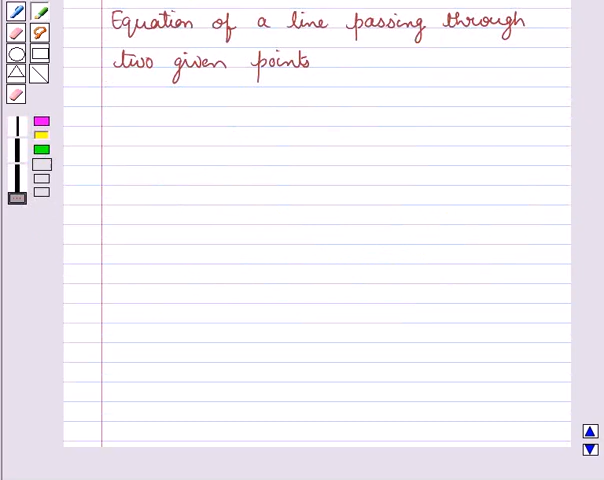 Equation of a line passing through
two given points